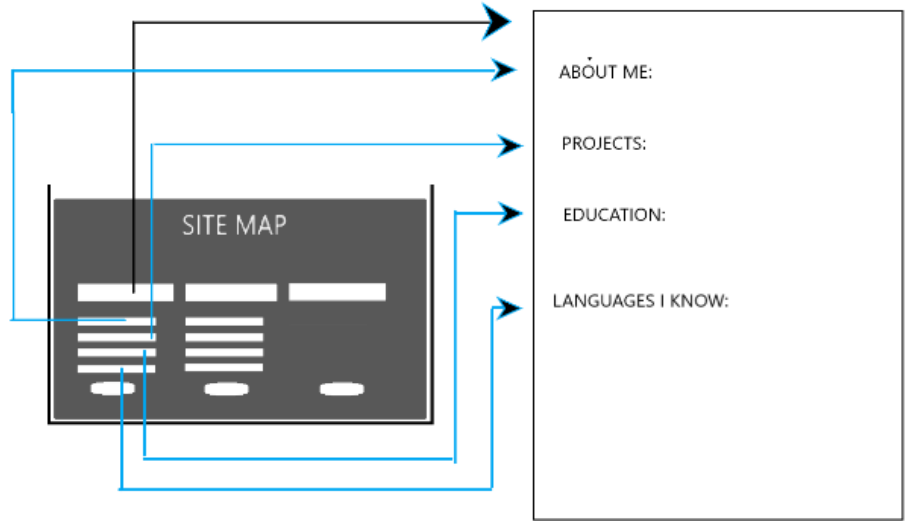 ABOUT ME:
PROJECTS:
EDUCATION:
SITE MAP
LANGUAGES I KNOW: